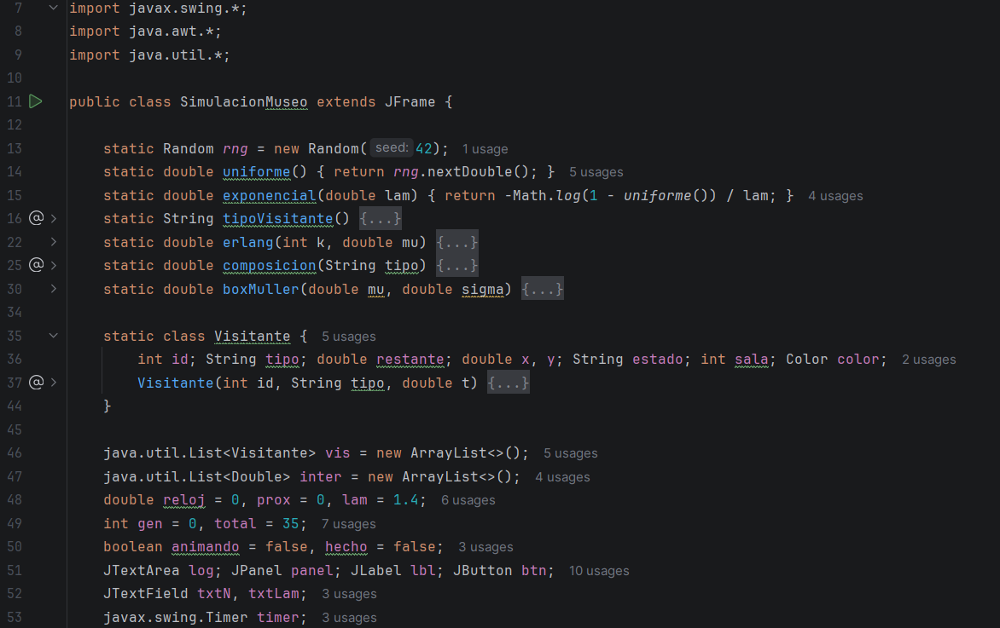 7 import javax.swing.*;
8 import java.awt.*;
9 import java.util.*;
10
11 public class SimulacionMuseo extends JFrame {
12
13 static Random rng = new Random( seed: 42); 1 usage
14 static double uniforme() { return rng.nextDouble(); } 5 usages
15 static double exponencial(double lam) { return -Math.log(1 - uniforme()) / lam; } 4 usages
16 @ static String tipoVisitante() {...}
22 static double erlang(int k, double mu) {...}
25 @ static double composicion(String tipo) {...}
30 static double boxMuller(double mu, double sigma) {...}
34
35 static class Visitante { 5 usages
36 int id; String tipo; double restante; double x, y; String estado; int sala; Color color; 2 usages
37 @ Visitante(int id, String tipo, double t) {...}
44 }
45
46 java.util.List<Visitante> vis = new ArrayList<>(); 5 usages
47 java.util.List<Double> inter = new ArrayList<>(); 4 usages
48 double reloj = 0, prox = 0, lam = 1.4; 6 usages
49 int gen = 0, total = 35; 7 usages
50 boolean animando = false, hecho = false; 3 usages
51 JTextArea log; JPanel panel; JLabel lbl; JButton btn; 10 usages
52 JTextField txtN, txtLam; 3 usages
53 javax.swing.Timer timer; 3 usages